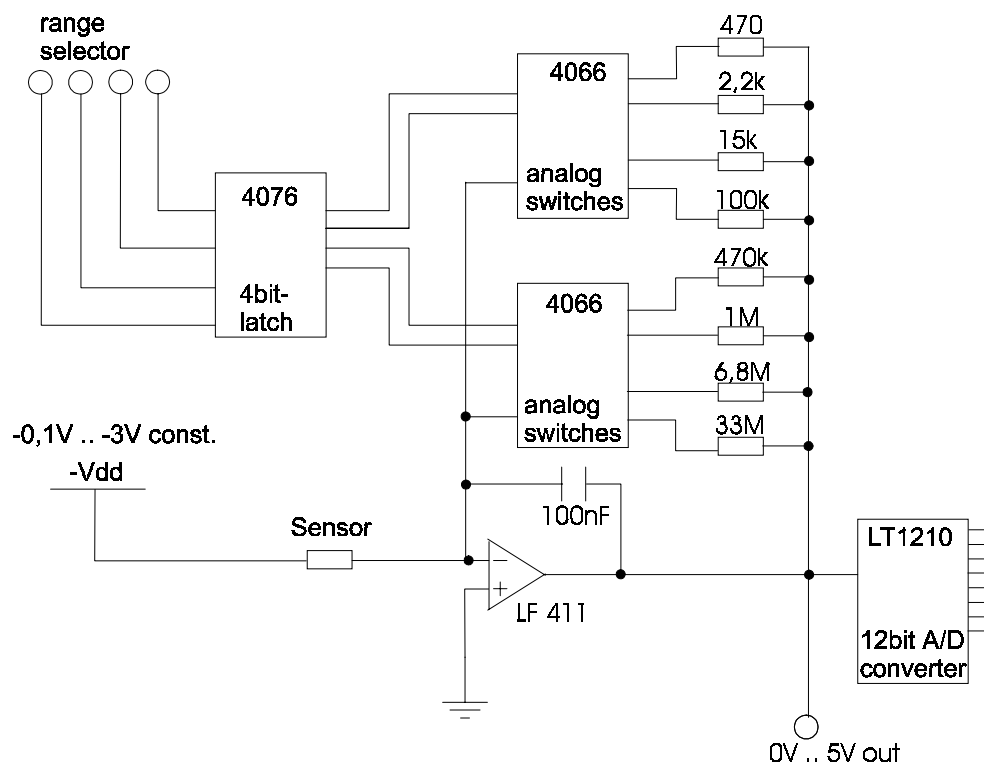 range
selector
4076
4bit-
latch
4066
analog
switches
4066
analog
switches
470
2,2k
15k
100k
470k
1M
6,8M
33M
-0,1V .. -3V const.
-Vdd
Sensor
100nF
−
+
LF 411
LT1210
12bit A/D
converter
0V .. 5V out